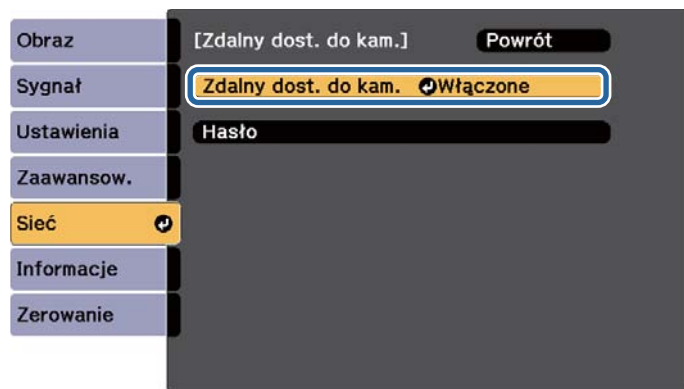 Obraz
Sygnał
Ustawienia
Zaawansow.
Sieć
Informacje
Zerowanie
[Zdalny dost. do kam.] Powrót
Zdalny dost. do kam. Włączone
Hasło